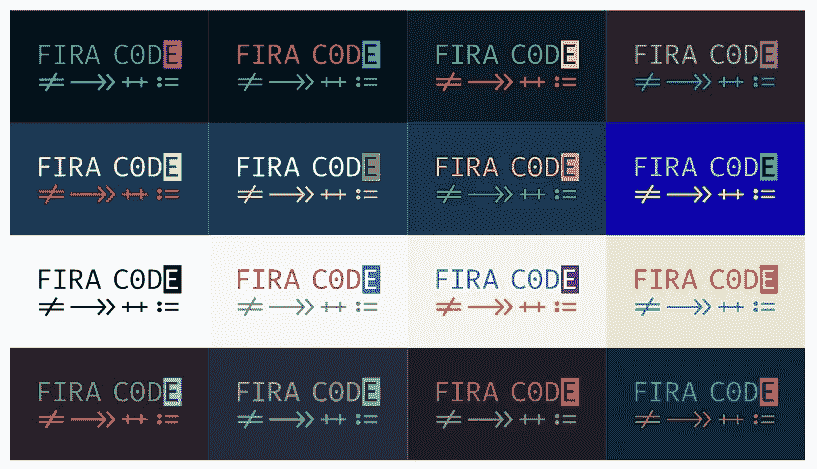 FIRA C0DE
≠ ->> ++ :=
FIRA C0DE
≠ ->> ++ :=
FIRA C0DE
≠ ->> ++ :=
FIRA C0DE
≠ ->> ++ :=
FIRA C0DE
≠ ->> ++ :=
FIRA C0DE
≠ ->> ++ :=
FIRA C0DE
≠ ->> ++ :=
FIRA C0DE
≠ ->> ++ :=
FIRA C0DE
≠ ->> ++ :=
FIRA C0DE
≠ ->> ++ :=
FIRA C0DE
≠ ->> ++ :=
FIRA C0DE
≠ ->> ++ :=
FIRA C0DE
≠ ->> ++ :=
FIRA C0DE
≠ ->> ++ :=
FIRA C0DE
≠ ->> ++ :=
FIRA C0DE
≠ ->> ++ :=